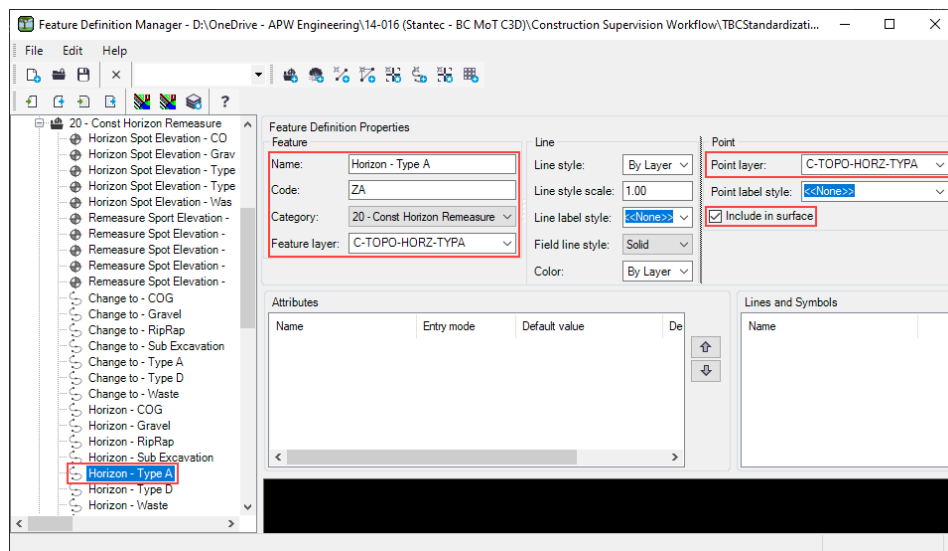 Feature Definition Manager - D:\OneDrive - APW Engineering\14-016 (Stantec - BC MoT C3D)\Construction Supervision Workflow\TBCStandardizati...
File Edit Help
?
20 - Const Horizon Remeasure
Horizon Spot Elevation - CO
Horizon Spot Elevation - Grav
Horizon Spot Elevation - Type
Horizon Spot Elevation - Type
Horizon Spot Elevation - Was
Remeasure Sport Elevation -
Remeasure Spot Elevation -
Remeasure Spot Elevation -
Remeasure Spot Elevation -
Change to - COG
Change to - Gravel
Change to - RipRap
Change to - Sub Excavation
Change to - Type A
Change to - Type D
Change to - Waste
Horizon - COG
Horizon - Gravel
Horizon - RipRap
Horizon - Sub Excavation
Horizon - Type A
Horizon - Type D
Horizon - Waste
Feature Definition Properties
Feature
Name: Horizon - Type A
Code: ZA
Category: 20 - Const Horizon Remeasure
Feature layer: C-TOPO-HORZ-TYPA
Line
Line style: By Layer
Line style scale: 1.00
Line label style: <<None>>
Field line style: Solid
Color: By Layer
Point
Point layer: C-TOPO-HORZ-TYPA
Point label style: <<None>>
Include in surface
Attributes
Name Entry mode Default value De
Lines and Symbols
Name